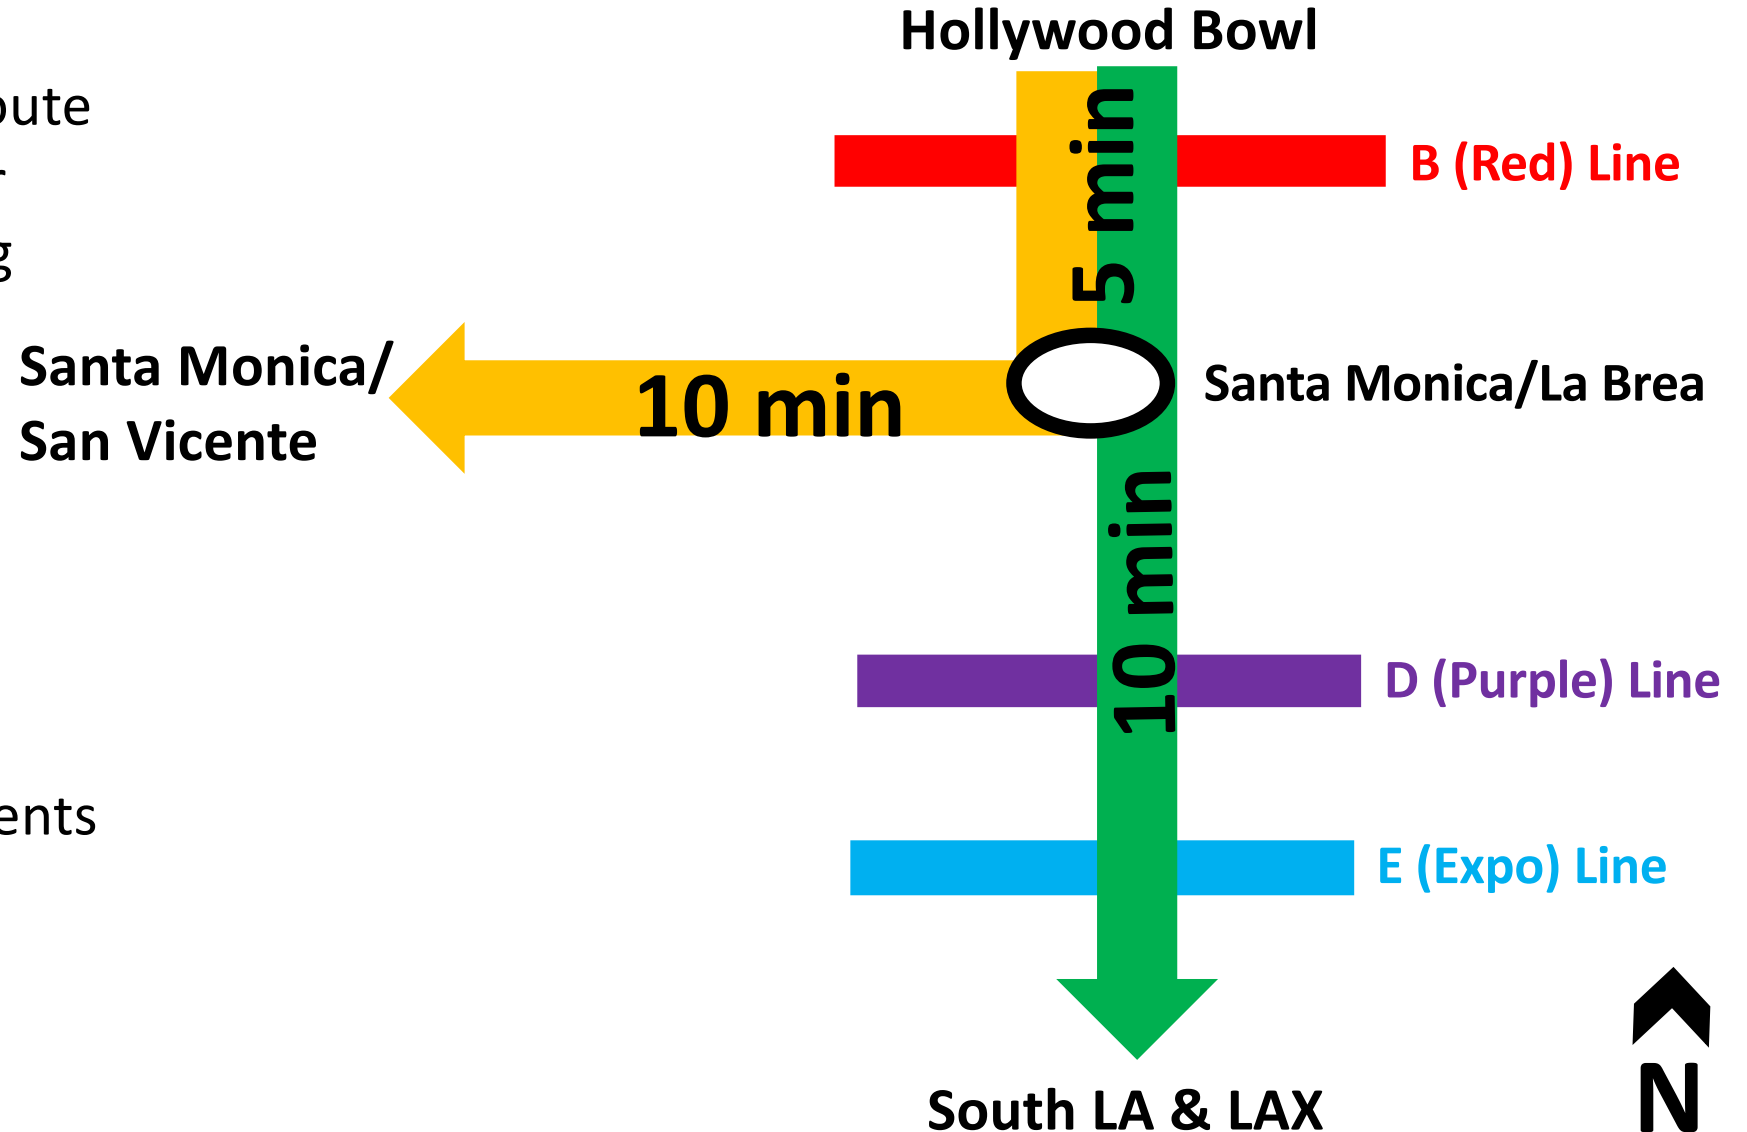 Hollywood Bowl
5 min
B (Red) Line
Santa Monica/
San Vicente
10 min
Santa Monica/La Brea
10 min
D (Purple) Line
ents
E (Expo) Line
South LA & LAX
N